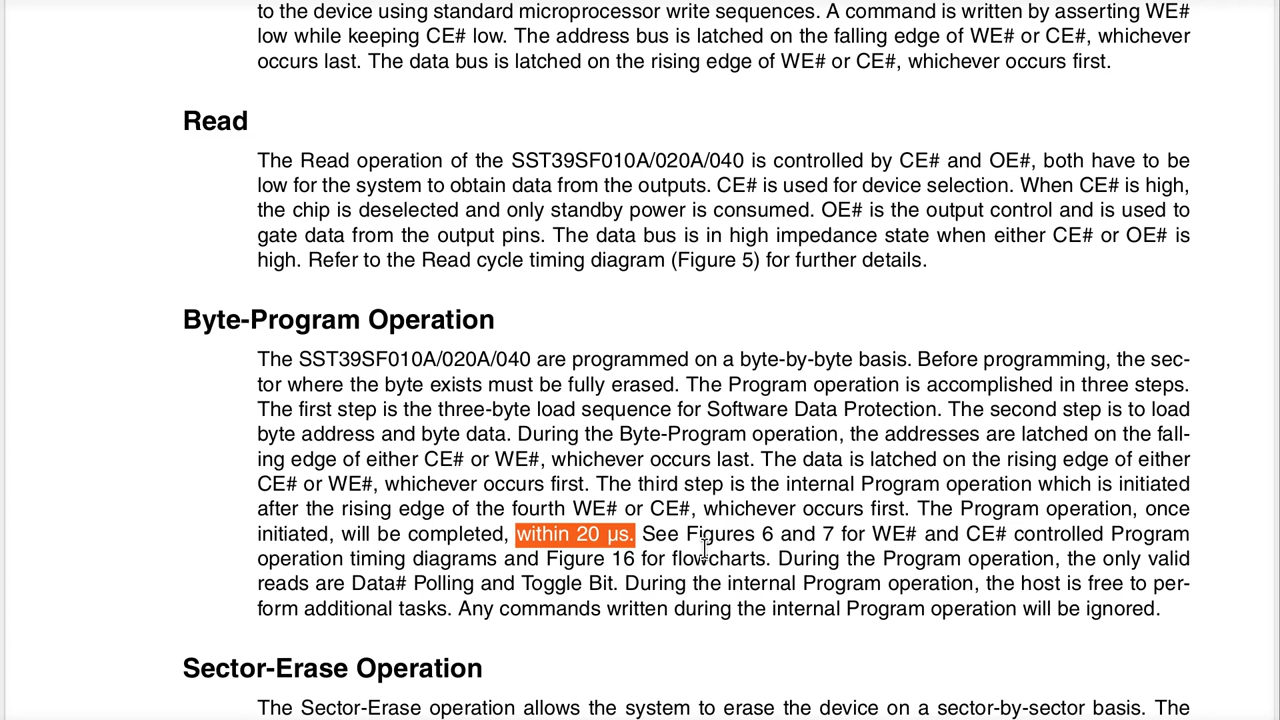 to the device using standard microprocessor write sequences. A command is written by asserting WE#
low while keeping CE# low. The address bus is latched on the falling edge of WE# or CE#, whichever
occurs last. The data bus is latched on the rising edge of WE# or CE#, whichever occurs first.
Read
The Read operation of the SST39SF010A/020A/040 is controlled by CE# and OE#, both have to be
low for the system to obtain data from the outputs. CE# is used for device selection. When CE# is high,
the chip is deselected and only standby power is consumed. OE# is the output control and is used to
gate data from the output pins. The data bus is in high impedance state when either CE# or OE# is
high. Refer to the Read cycle timing diagram (Figure 5) for further details.
Byte-Program Operation
The SST39SF010A/020A/040 are programmed on a byte-by-byte basis. Before programming, the sec-
tor where the byte exists must be fully erased. The Program operation is accomplished in three steps.
The first step is the three-byte load sequence for Software Data Protection. The second step is to load
byte address and byte data. During the Byte-Program operation, the addresses are latched on the fall-
ing edge of either CE# or WE#, whichever occurs last. The data is latched on the rising edge of either
CE# or WE#, whichever occurs first. The third step is the internal Program operation which is initiated
after the rising edge of the fourth WE# or CE#, whichever occurs first. The Program operation, once
initiated, will be completed, within 20 µs. See Figures 6 and 7 for WE# and CE# controlled Program
operation timing diagrams and Figure 16 for flowcharts. During the Program operation, the only valid
reads are Data# Polling and Toggle Bit. During the internal Program operation, the host is free to per-
form additional tasks. Any commands written during the internal Program operation will be ignored.
Sector-Erase Operation
The Sector-Erase operation allows the system to erase the device on a sector-by-sector basis. The